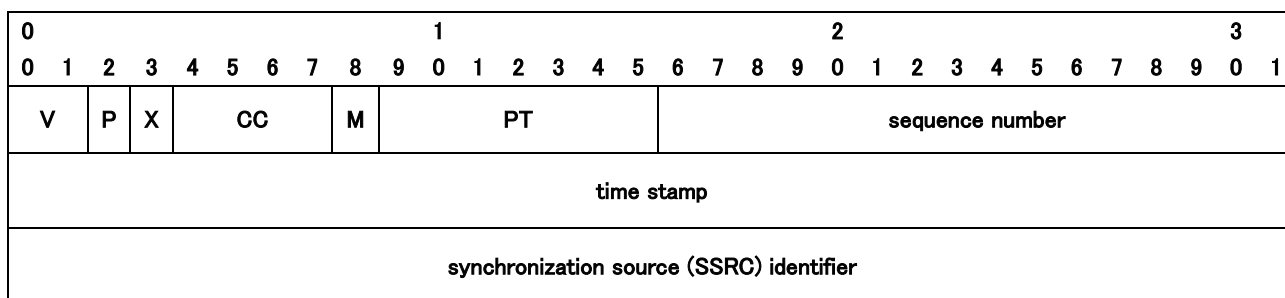 0 1 2 3
0 1 2 3 4 5 6 7 8 9 0 1 2 3 4 5 6 7 8 9 0 1 2 3 4 5 6 7 8 9 0 1
V P X CC M PT sequence number
time stamp
synchronization source (SSRC) identifier